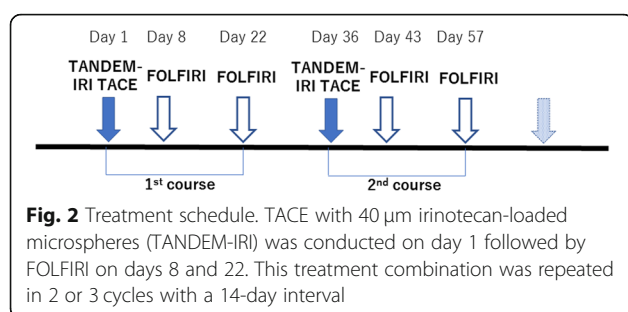 Day 1 Day 8 Day 22 Day 36 Day 43 Day 57
TANDEM- TANDEM-
IRI TACE FOLFIRI FOLFIRI IRI TACE FOLFIRI FOLFIRI
1st course 2nd course
Fig. 2 Treatment schedule. TACE with 40 μm irinotecan-loaded
microspheres (TANDEM-IRI) was conducted on day 1 followed by
FOLFIRI on days 8 and 22. This treatment combination was repeated
in 2 or 3 cycles with a 14-day interval